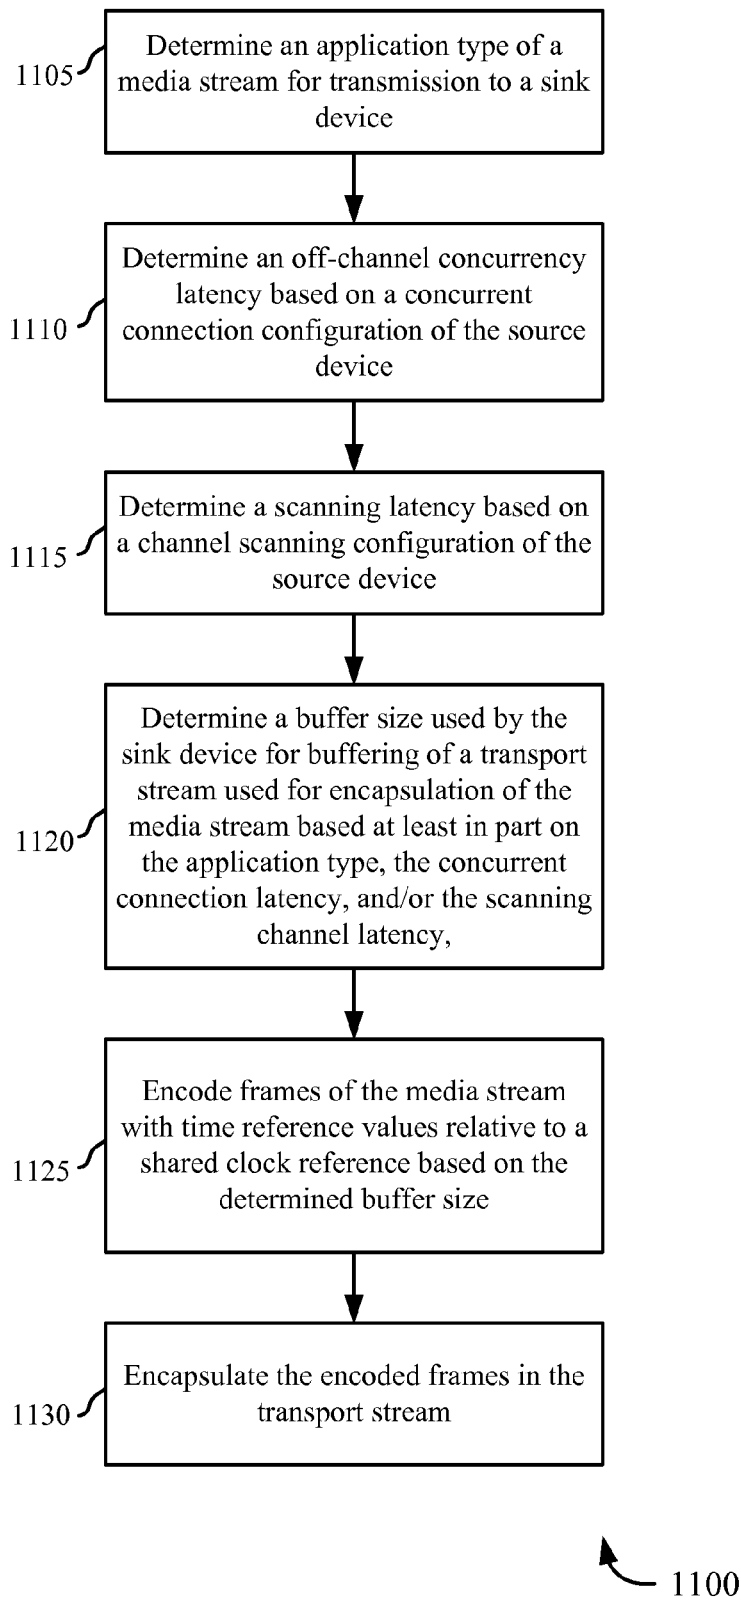 1105
Determine an application type of a
media stream for transmission to a sink
device
1110
Determine an off-channel concurrency
latency based on a concurrent
connection configuration of the source
device
1115
Determine a scanning latency based on
a channel scanning configuration of the
source device
1120
Determine a buffer size used by the
sink device for buffering of a transport
stream used for encapsulation of the
media stream based at least in part on
the application type, the concurrent
connection latency, and/or the scanning
channel latency,
1125
Encode frames of the media stream
with time reference values relative to a
shared clock reference based on the
determined buffer size
1130
Encapsulate the encoded frames in the
transport stream
1100